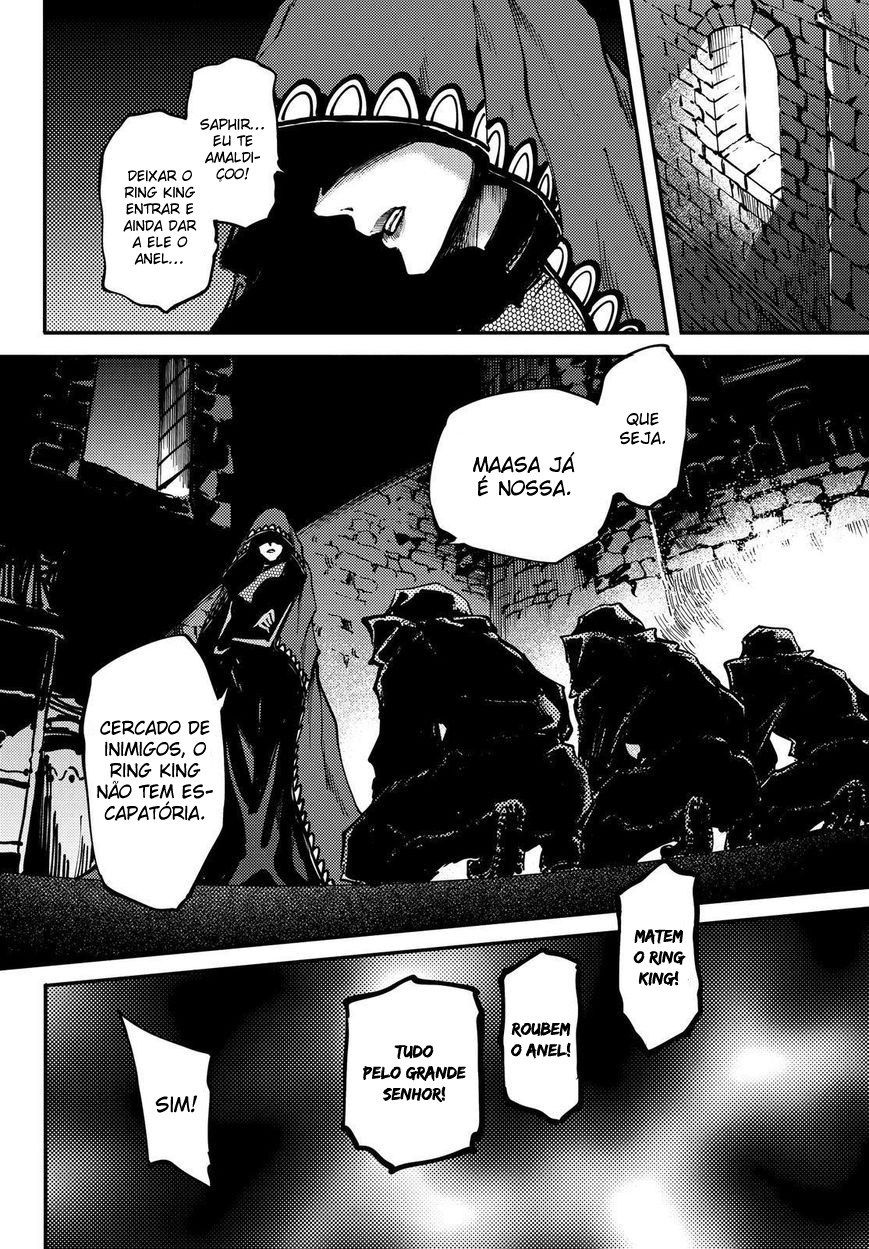 SAPHIR...
EU TE
AMALDI-
ÇOO!
DEIXAR O
RING KING
ENTRAR E
AINDA DAR
A ELE O
ANEL...
QUE
SEJA.
MAASA JÁ
É NOSSA.
CERCADO DE
INIMIGOS, O
RING KING
NÃO TEM ES-
CAPATÓRIA.
MATEM
O RING
KING!
ROUBEM
O ANEL!
TUDO
PELO GRANDE
SENHOR!
SIM!